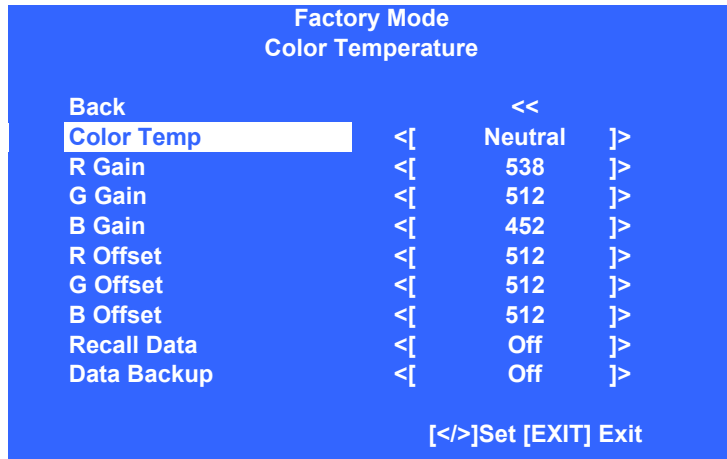 Factory Mode
Color Temperature
Back <<
Color Temp <[ Neutral ]>
R Gain <[ 538 ]>
G Gain <[ 512 ]>
B Gain <[ 452 ]>
R Offset <[ 512 ]>
G Offset <[ 512 ]>
B Offset <[ 512 ]>
Recall Data <[ Off ]>
Data Backup <[ Off ]>
[</>]Set [EXIT] Exit